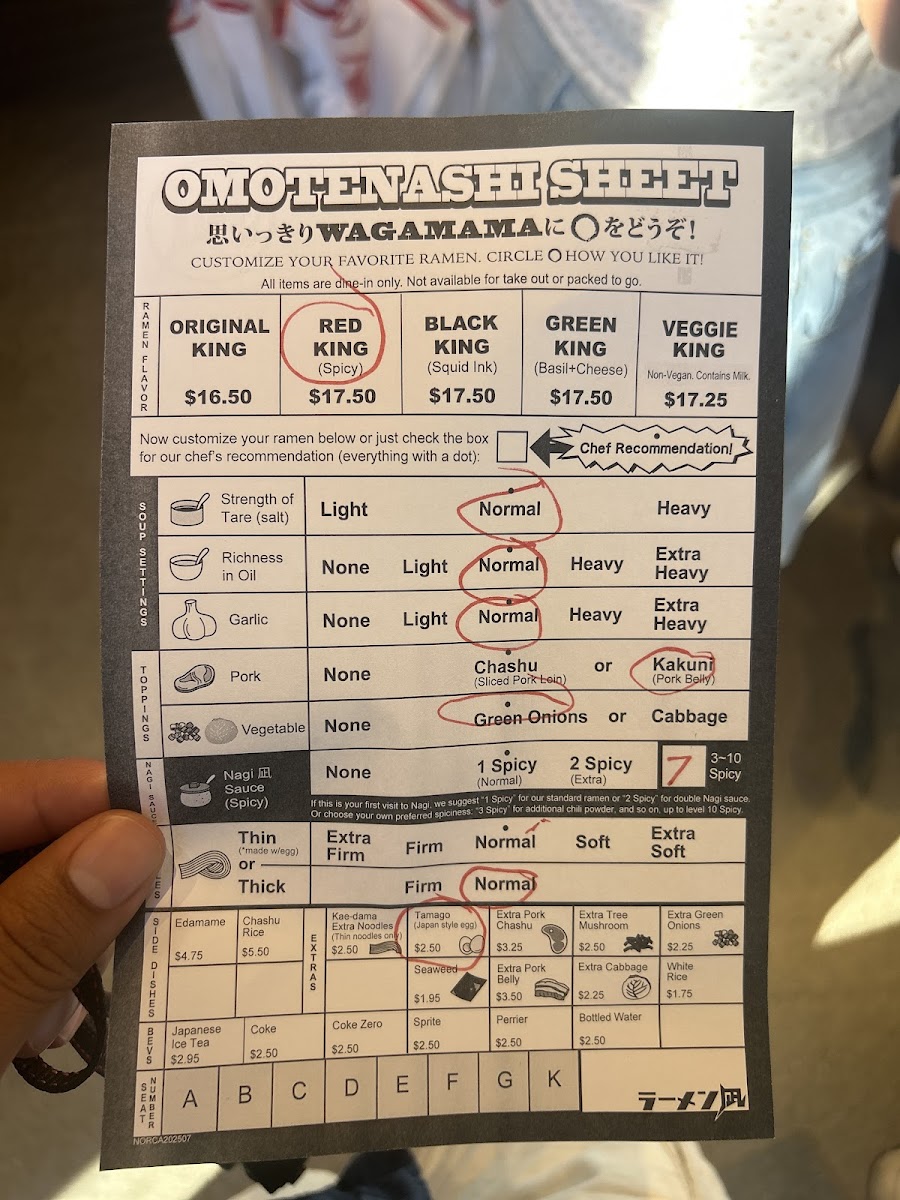 OMOTENASHI SHEET
思いっきりWAGAMAMAに○をどうぞ!
CUSTOMIZE YOUR FAVORITE RAMEN. CIRCLE ○ HOW YOU LIKE IT!
All items are dine-in only. Not available for take out or packed to go.
RAMEN FLAVOR
ORIGINAL KING
$16.50
RED KING
(Spicy)
$17.50
BLACK KING
(Squid Ink)
$17.50
GREEN KING
(Basil+Cheese)
$17.50
VEGGIE KING
Non-Vegan. Contains Milk.
$17.25
Now customize your ramen below or just check the box
for our chef's recommendation (everything with a dot):
Chef Recommendation!
SOUP SETTINGS
Strength of Tare (salt)
Light Normal Heavy
Richness in Oil
None Light Normal Heavy Extra Heavy
Garlic
None Light Normal Heavy Extra Heavy
TOPPINGS
Pork
None Chashu (Sliced Pork Loin) or Kakuni (Pork Belly)
Vegetable
None Green Onions or Cabbage
Nagi 凪 Sauce (Spicy)
None 1 Spicy (Normal) 2 Spicy (Extra) 7 3~10 Spicy
If this is your first visit to Nagi, we suggest "1 Spicy" for our standard ramen or "2 Spicy" for double Nagi sauce.
Or choose your own preferred spiciness: "3 Spicy" for additional chili powder, and so on, up to level 10 Spicy.
Thin
(*made w/egg)
or
Thick
Extra Firm Firm Normal Soft Extra Soft
Firm Normal
SIDE DISHES
Edamame
$4.75
Chashu Rice
$5.50
EXTRAS
Kae-dama
Extra Noodles
(Thin noodles only)
$2.50
Tamago
(Japan style egg)
$2.50
Extra Pork Chashu
$3.25
Extra Tree Mushroom
$2.50
Extra Green Onions
$2.25
Seaweed
$1.95
Extra Pork Belly
$3.50
Extra Cabbage
$2.25
White Rice
$1.75
BEVS
Japanese Ice Tea
$2.95
Coke
$2.50
Coke Zero
$2.50
Sprite
$2.50
Perrier
$2.50
Bottled Water
$2.50
SEAT NUMBER
A B C D E F G K
ラーメン凪
NORCA202507